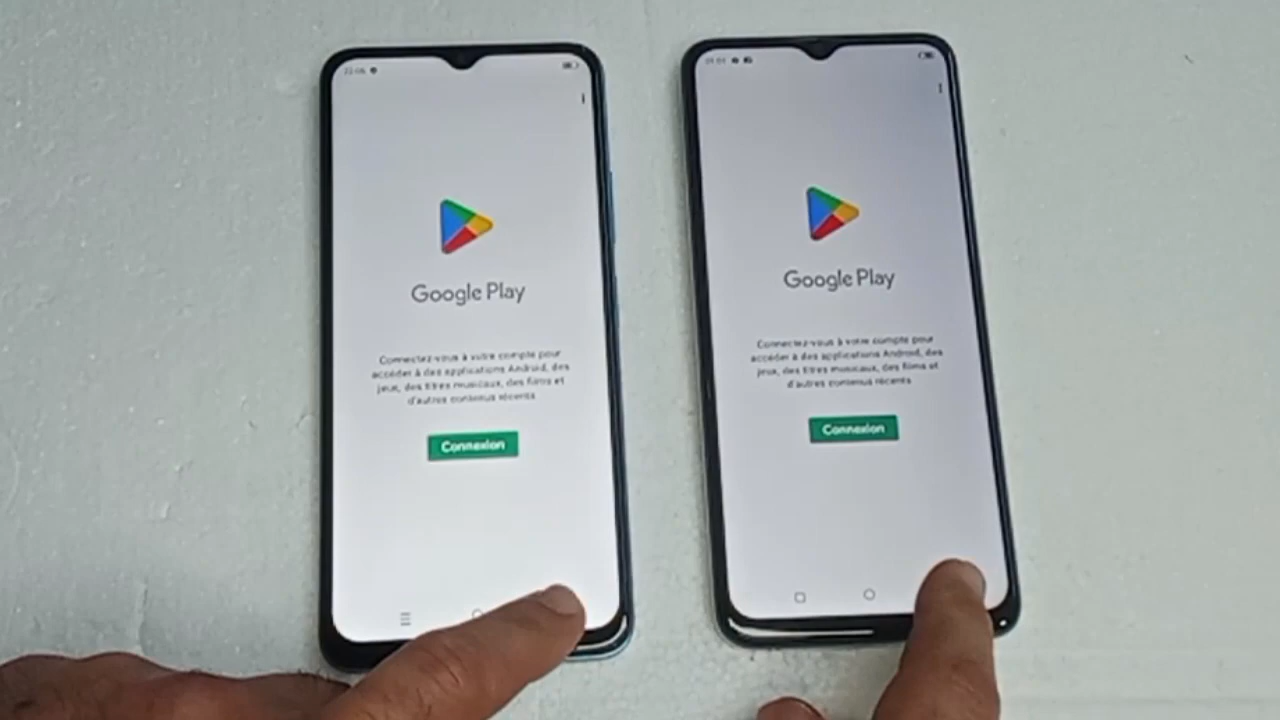 Google Play
Connectez-vous à votre compte pour
accéder à des applications Android, des
jeux, des titres musicaux, des films et
d'autres contenus récents
Connexion
Google Play
Connectez-vous à votre compte pour
accéder à des applications Android, des
jeux, des titres musicaux, des films et
d'autres contenus récents
Connexion